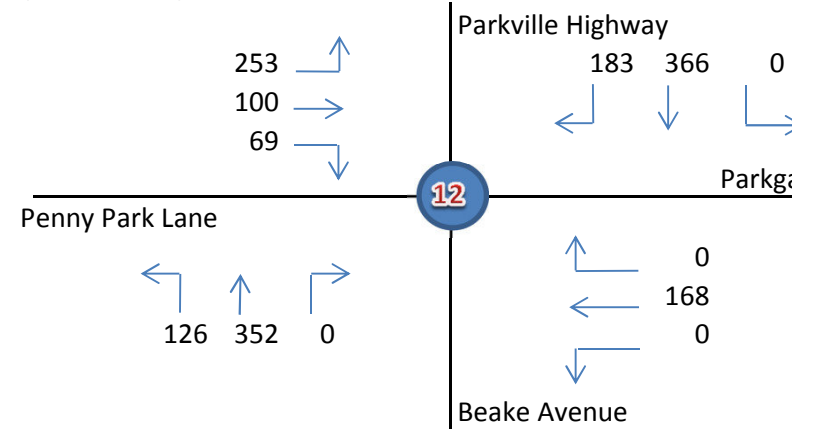 Parkville Highway
253
183 366 0
100
69
Parkga
12
Penny Park Lane
0
168
126 352 0
0
Beake Avenue